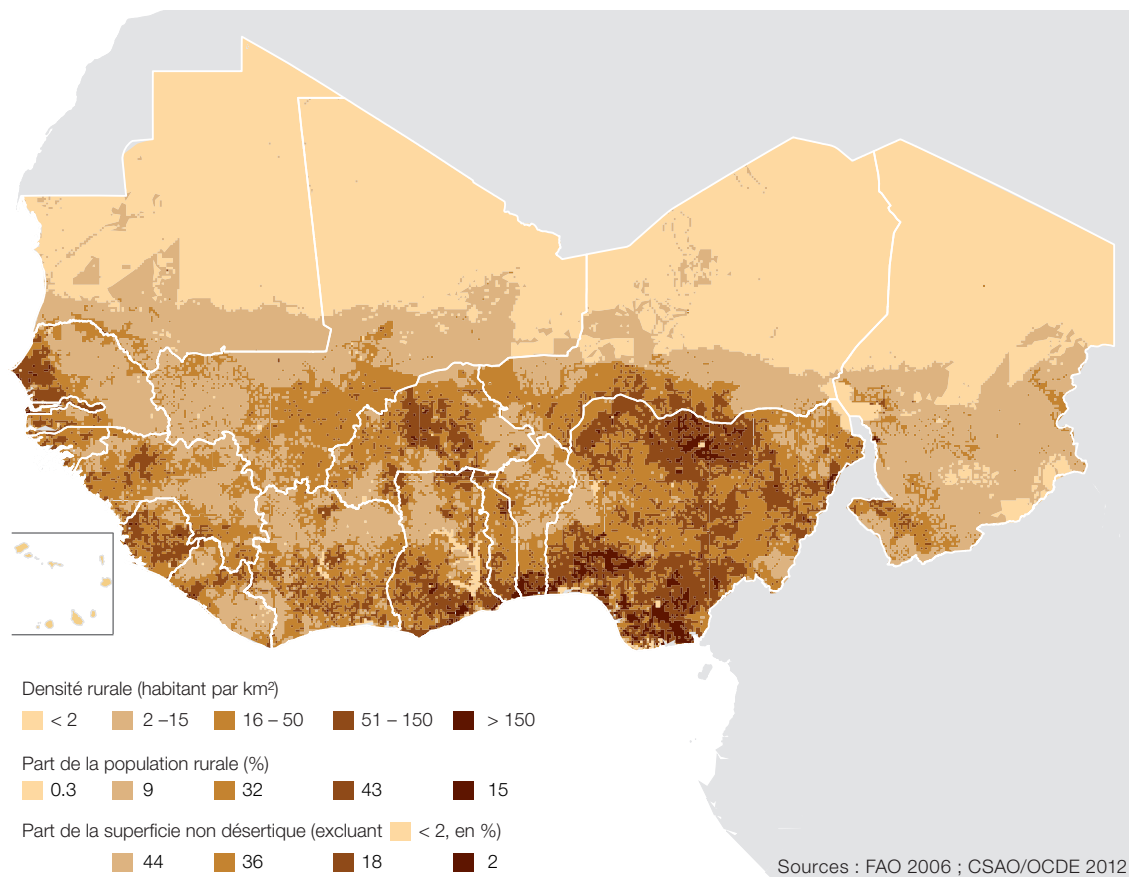 Densité rurale (habitant par km²)
< 2 2 –15 16 – 50 51 – 150 > 150
Part de la population rurale (%)
0.3 9 32 43 15
Part de la superficie non désertique (excluant < 2, en %)
44 36 18 2
Sources : FAO 2006 ; CSAO/OCDE 2012